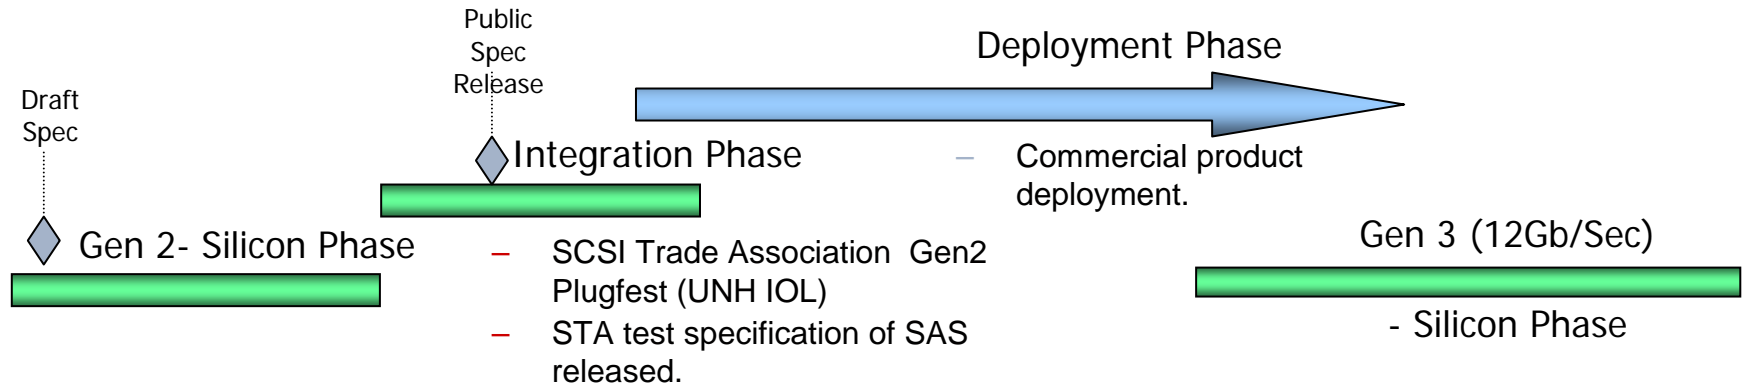 Public
Spec
Release
Deployment Phase
Draft
Spec
Integration Phase
– Commercial product
deployment.
Gen 2- Silicon Phase
– SCSI Trade Association  Gen2
Plugfest (UNH IOL)
– STA test specification of SAS
released.
Gen 3 (12Gb/Sec)
- Silicon Phase